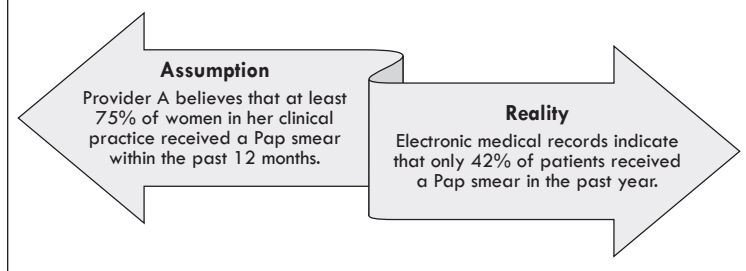 Assumption
Provider A believes that at least
75% of women in her clinical
practice received a Pap smear
within the past 12 months.
Reality
Electronic medical records indicate
that only 42% of patients received
a Pap smear in the past year.